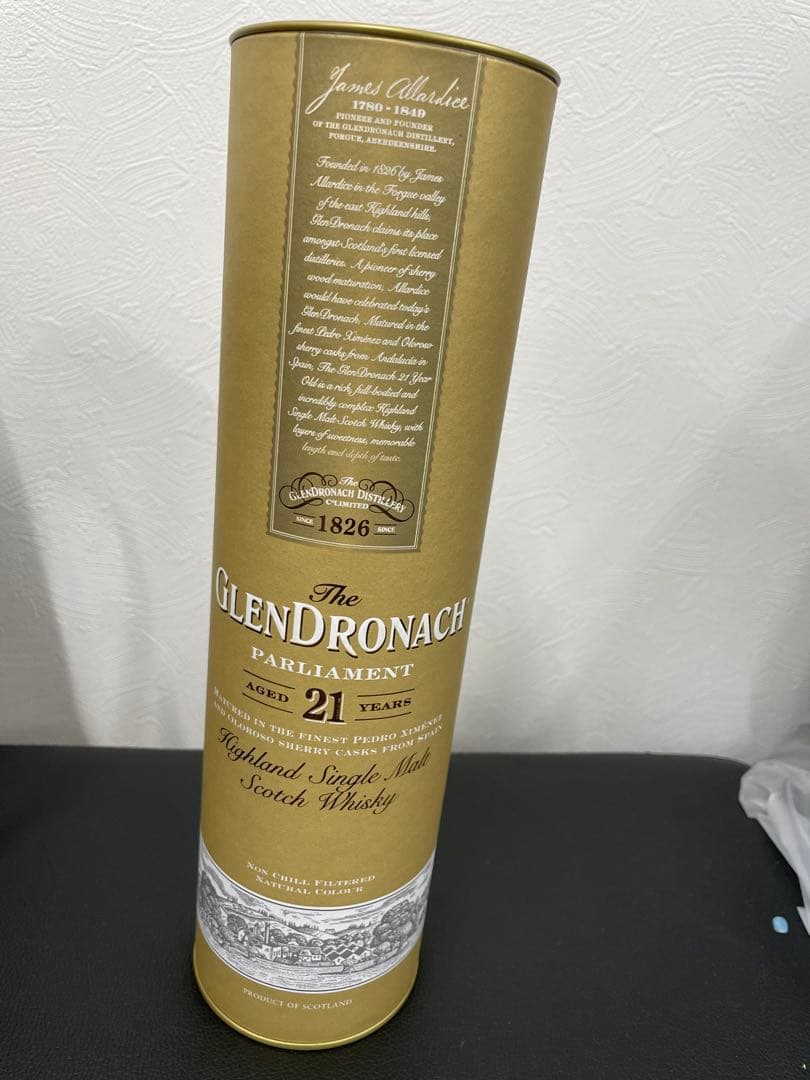 James Allardice
1780 - 1849
PIONEER AND FOUNDER
OF THE GLENDRONACH DISTILLERY,
FORGUE, ABERDEENSHIRE.
Founded in 1826 by James
Allardice in the Forgue valley
of the east Highland hills,
GlenDronach claims its place
amongst Scotland's first licensed
distilleries. A pioneer of sherry
wood maturation, Allardice
would have celebrated today's
GlenDronach. Matured in the
finest Pedro Ximénez and Oloroso
sherry casks from Andalucía in
Spain, The GlenDronach 21 Year
Old is a rich, full-bodied and
incredibly complex Highland
Single Malt Scotch Whisky, with
layers of sweetness, memorable
length and depth of taste.
The
GLENDRONACH DISTILLERY
Co LIMITED
SINCE 1826 SINCE
The
GLENDRONACH
PARLIAMENT
AGED 21 YEARS
MATURED IN THE FINEST PEDRO XIMÉNEZ
AND OLOROSO SHERRY CASKS FROM SPAIN
Highland Single Malt
Scotch Whisky
NON CHILL FILTERED
NATURAL COLOUR
PRODUCT OF SCOTLAND